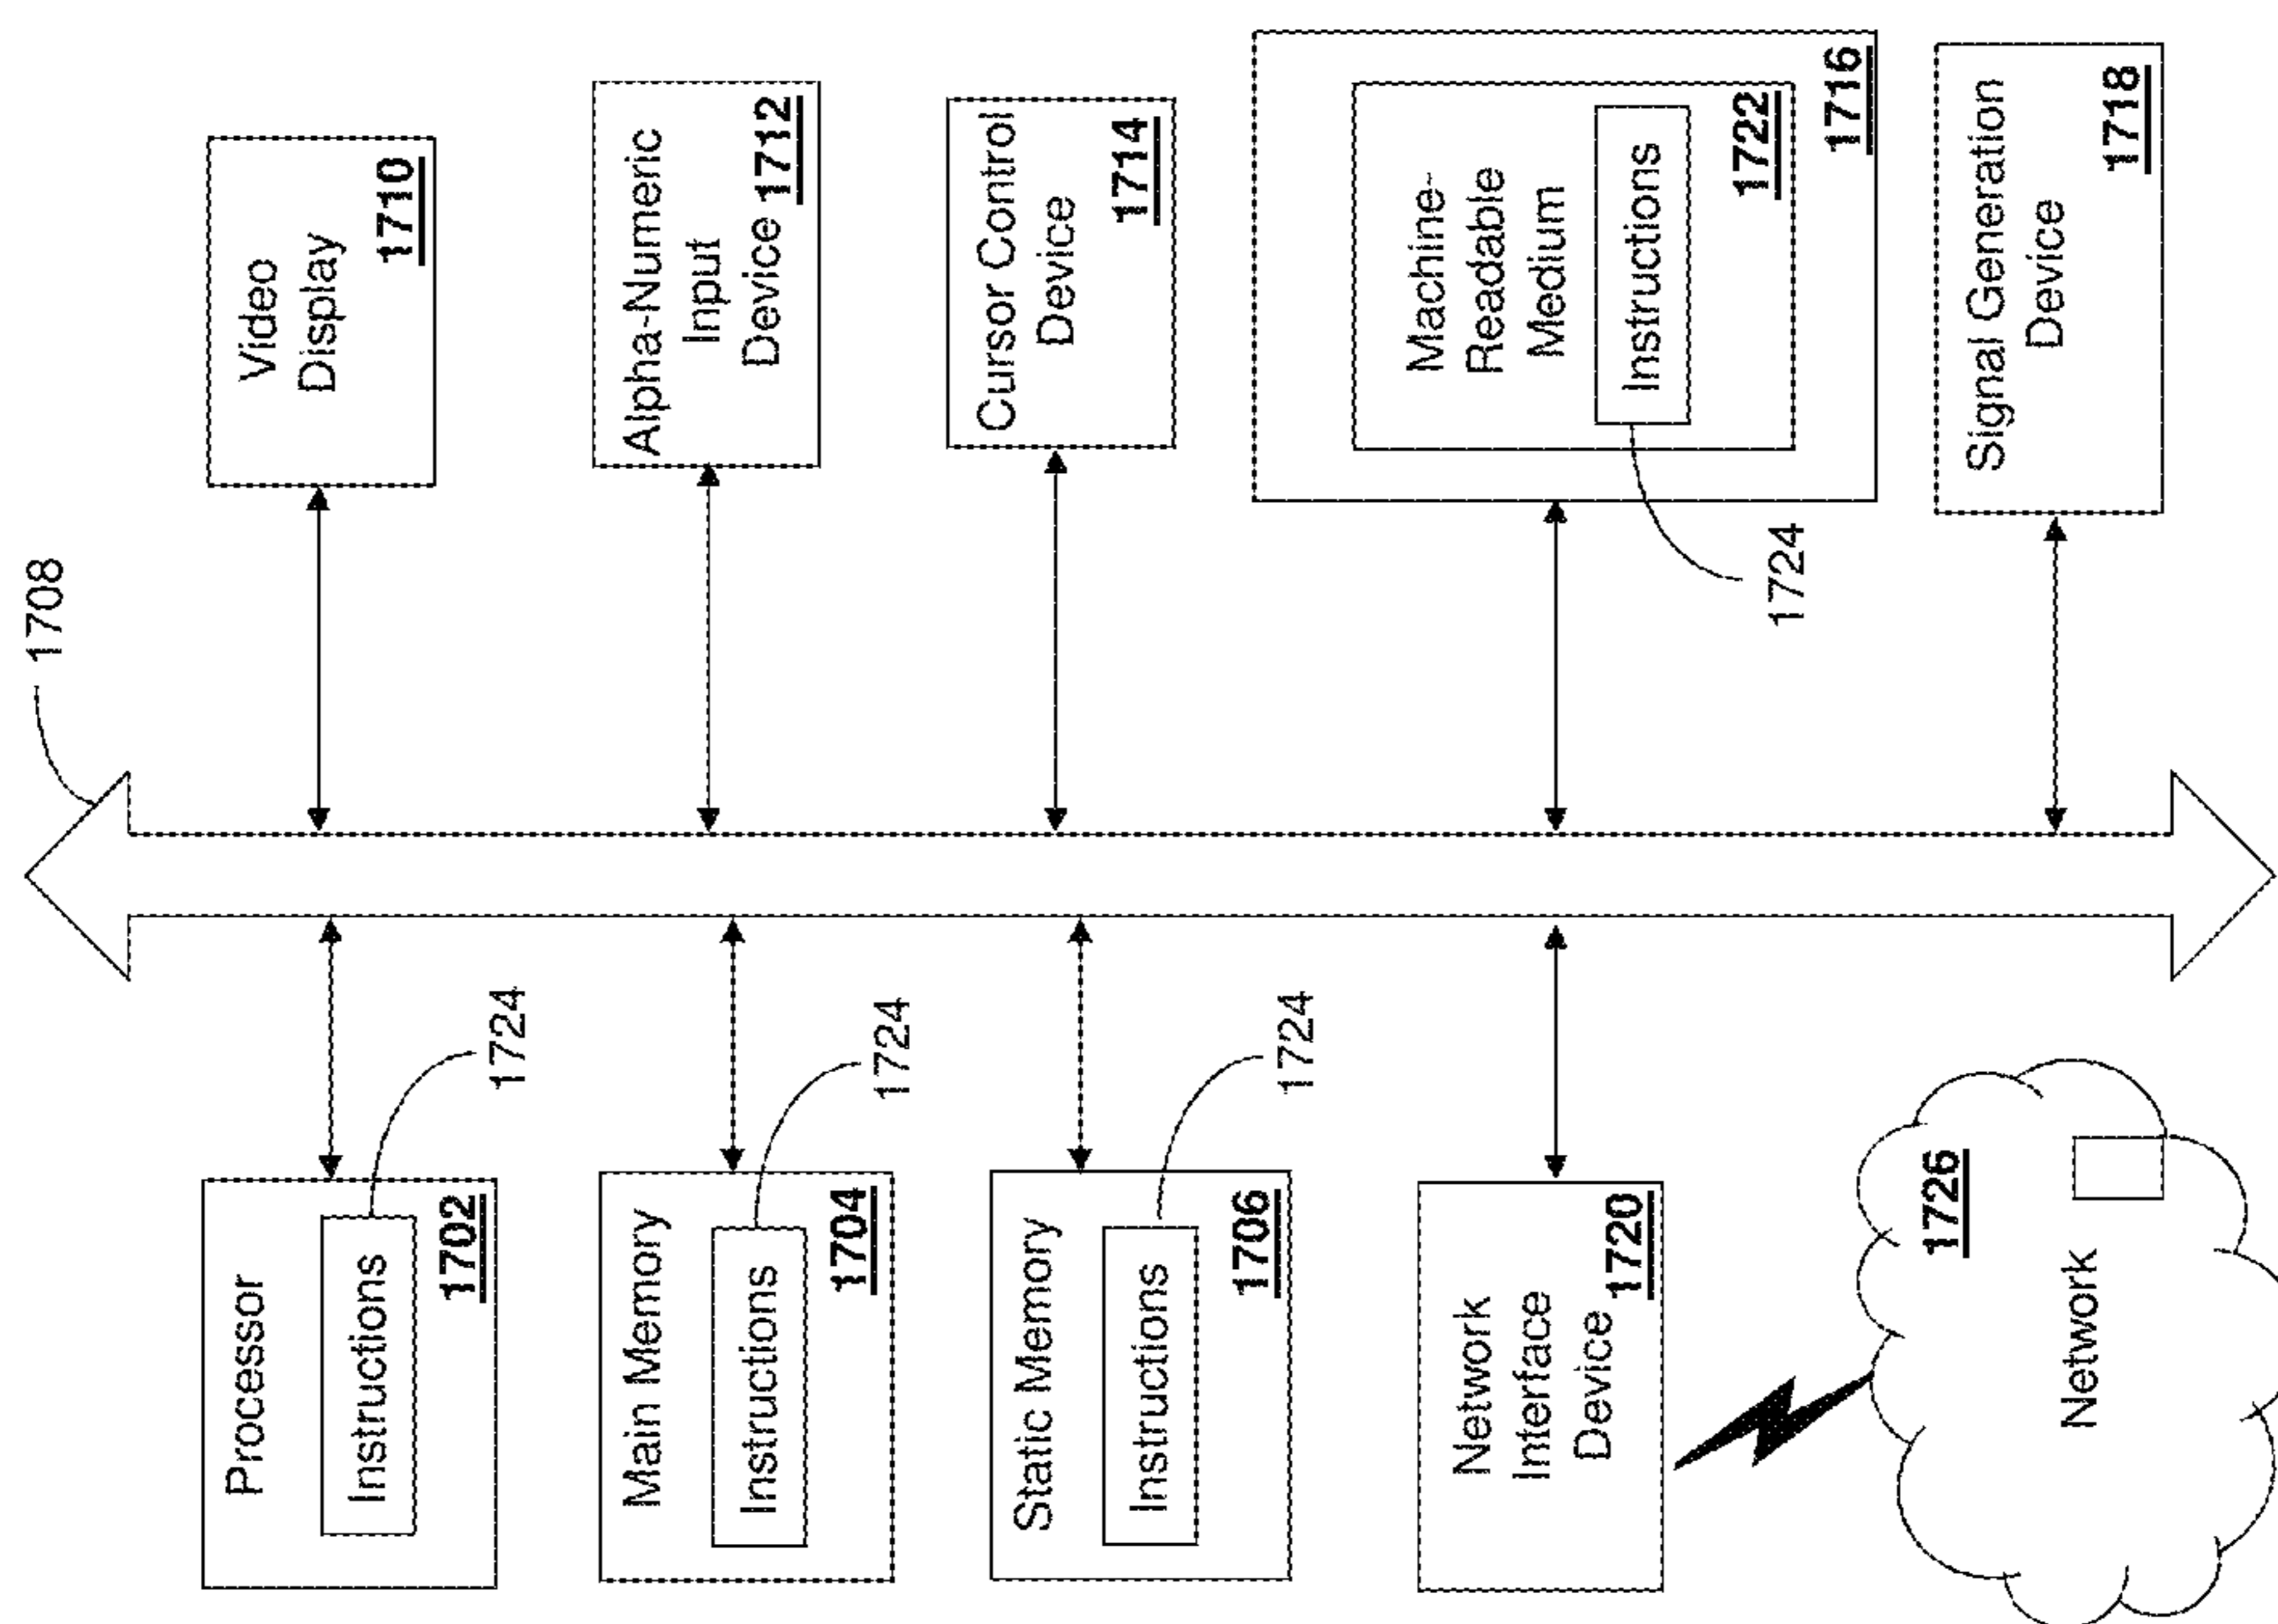 Processor
Instructions
1702
1724
Main Memory
Instructions
1704
1724
Static Memory
Instructions
1706
1724
Network
Interface
Device
1720
1726
Network
1708
Video
Display
1710
Alpha-Numeric
Input
Device 1712
Cursor Control
Device
1714
Machine-
Readable
Medium
Instructions
1722
1716
1724
Signal Generation
Device
1718